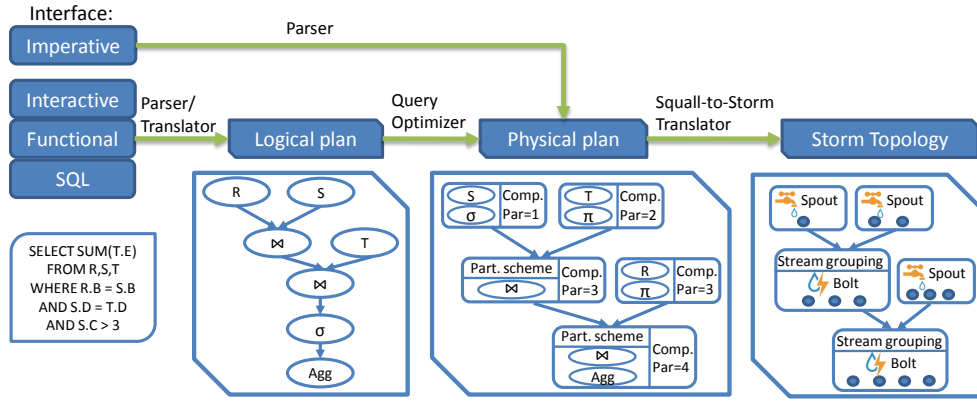 Interface:
Imperative
Parser
Interactive
Functional
SQL
Parser/
Translator
Logical plan
Query
Optimizer
Physical plan
Squall-to-Storm
Translator
Storm Topology
SELECT SUM(T.E)
FROM R,S,T
WHERE R.B = S.B
AND S.D = T.D
AND S.C > 3
R
S
⋈
T
⋈
σ
Agg
S
σ
Comp.
Par=1
T
π
Comp.
Par=2
Part. scheme
⋈
Comp.
Par=3
R
π
Comp.
Par=3
Part. scheme
⋈
Agg
Comp.
Par=4
Spout
Spout
Stream grouping
Bolt
Spout
Stream grouping
Bolt